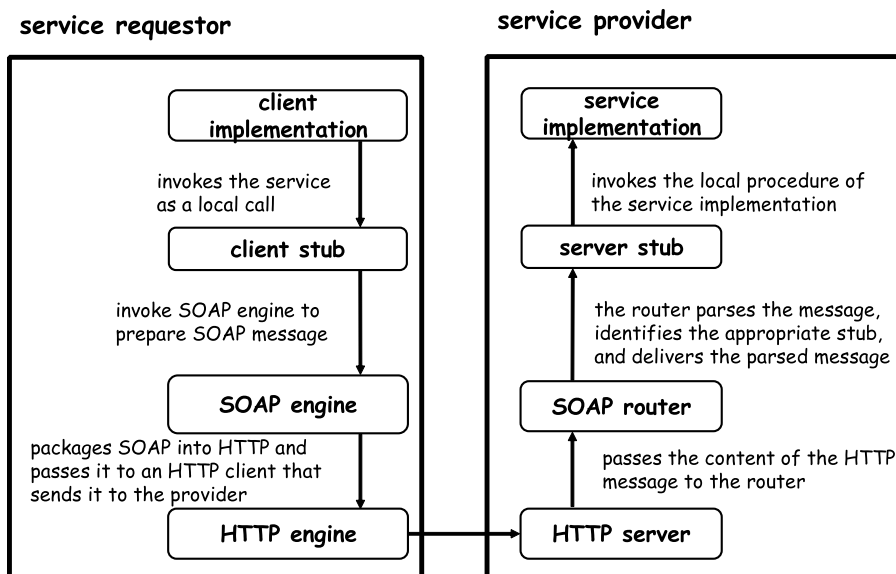 service requestor
client
implementation
invokes the service
as a local call
client stub
invoke SOAP engine to
prepare SOAP message
SOAP engine
packages SOAP into HTTP and
passes it to an HTTP client that
sends it to the provider
HTTP engine
service provider
service
implementation
invokes the local procedure of
the service implementation
server stub
the router parses the message,
identifies the appropriate stub,
and delivers the parsed message
SOAP router
passes the content of the HTTP
message to the router
HTTP server